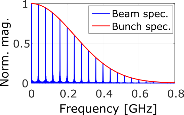 Norm. mag.
1
0.5
0
Beam spec.
Bunch spec.
0 0.2 0.4 0.6 0.8
Frequency [GHz]